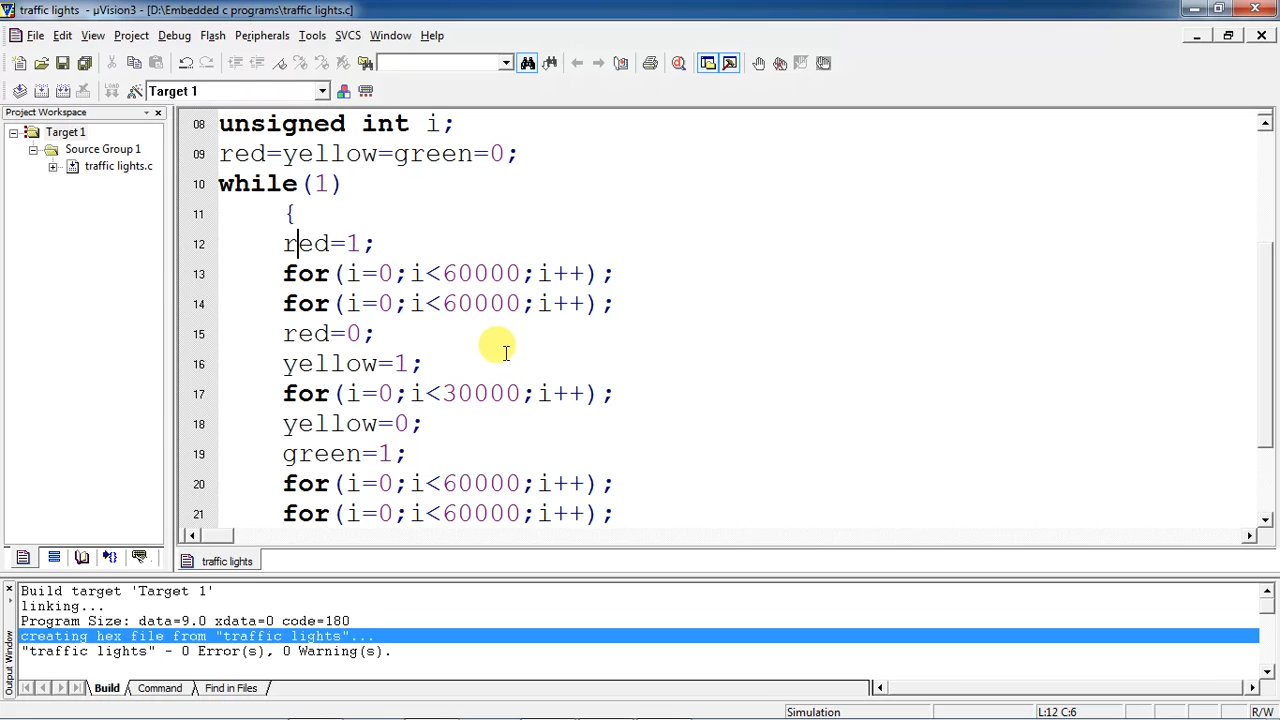 traffic lights - µVision3 - [D:\Embedded c programs\traffic lights.c]
File Edit View Project Debug Flash Peripherals Tools SVCS Window Help
LOAD Target 1
Project Workspace
Target 1
Source Group 1
traffic lights.c
08 unsigned int i;
09 red=yellow=green=0;
10 while(1)
11 {
12 red=1;
13 for(i=0;i<60000;i++);
14 for(i=0;i<60000;i++);
15 red=0;
16 yellow=1;
17 for(i=0;i<30000;i++);
18 yellow=0;
19 green=1;
20 for(i=0;i<60000;i++);
21 for(i=0;i<60000;i++);
traffic lights
Output Window
Build target 'Target 1'
linking...
Program Size: data=9.0 xdata=0 code=180
creating hex file from "traffic lights"...
"traffic lights" - 0 Error(s), 0 Warning(s).
Build Command Find in Files
Simulation L:12 C:6 R/W